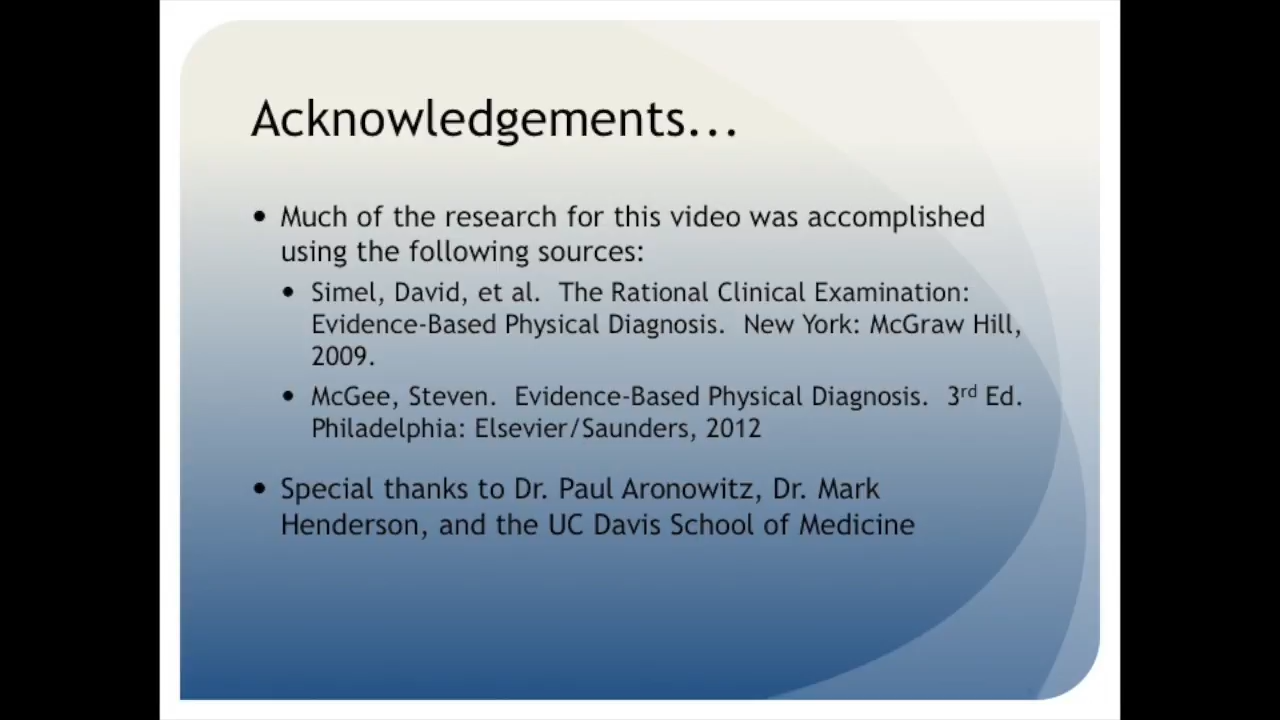 Acknowledgements...
• Much of the research for this video was accomplished
using the following sources:
• Simel, David, et al.  The Rational Clinical Examination:
Evidence-Based Physical Diagnosis.  New York: McGraw Hill,
2009.
• McGee, Steven.  Evidence-Based Physical Diagnosis.  3rd Ed.
Philadelphia: Elsevier/Saunders, 2012
• Special thanks to Dr. Paul Aronowitz, Dr. Mark
Henderson, and the UC Davis School of Medicine